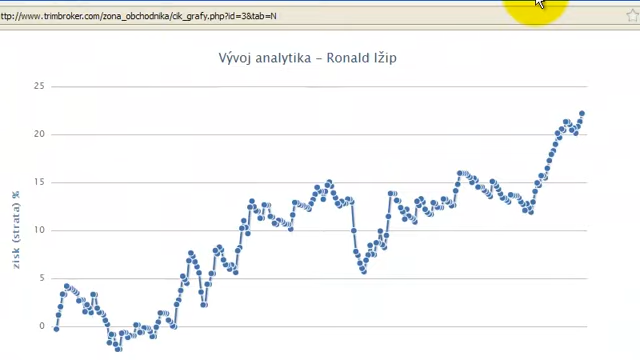 ttp://www.trimbroker.com/zona_obchodnika/cik_grafy.php?id=3&tab=N
Vývoj analytika - Ronald Ižip
25
20
15
10
5
0
zisk (strata) %